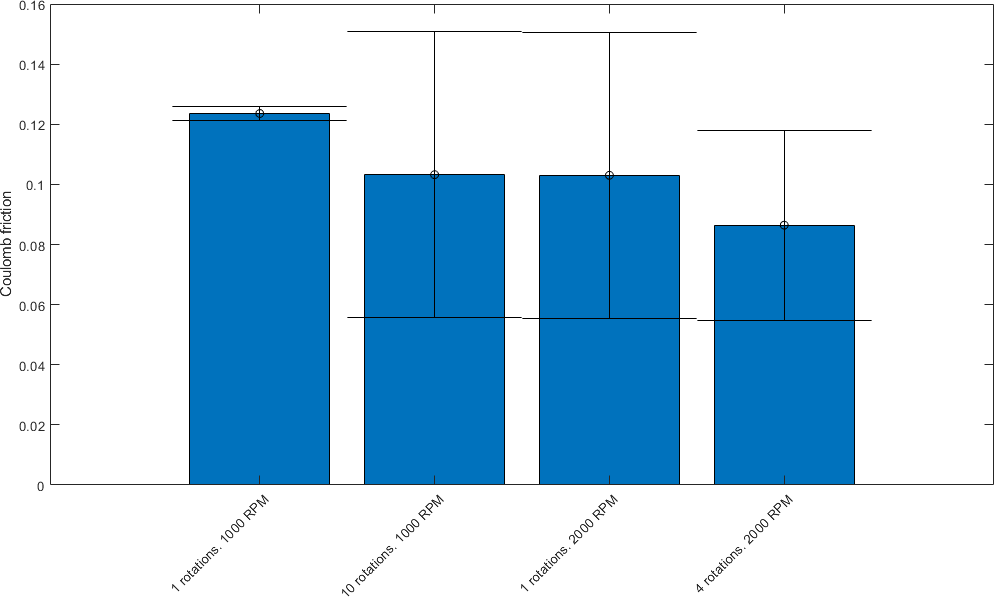 0.16
0.14
0.12
0.1
0.08
0.06
0.04
0.02
0
Coulomb friction
1 rotations. 1000 RPM
10 rotations. 1000 RPM
1 rotations. 2000 RPM
4 rotations. 2000 RPM